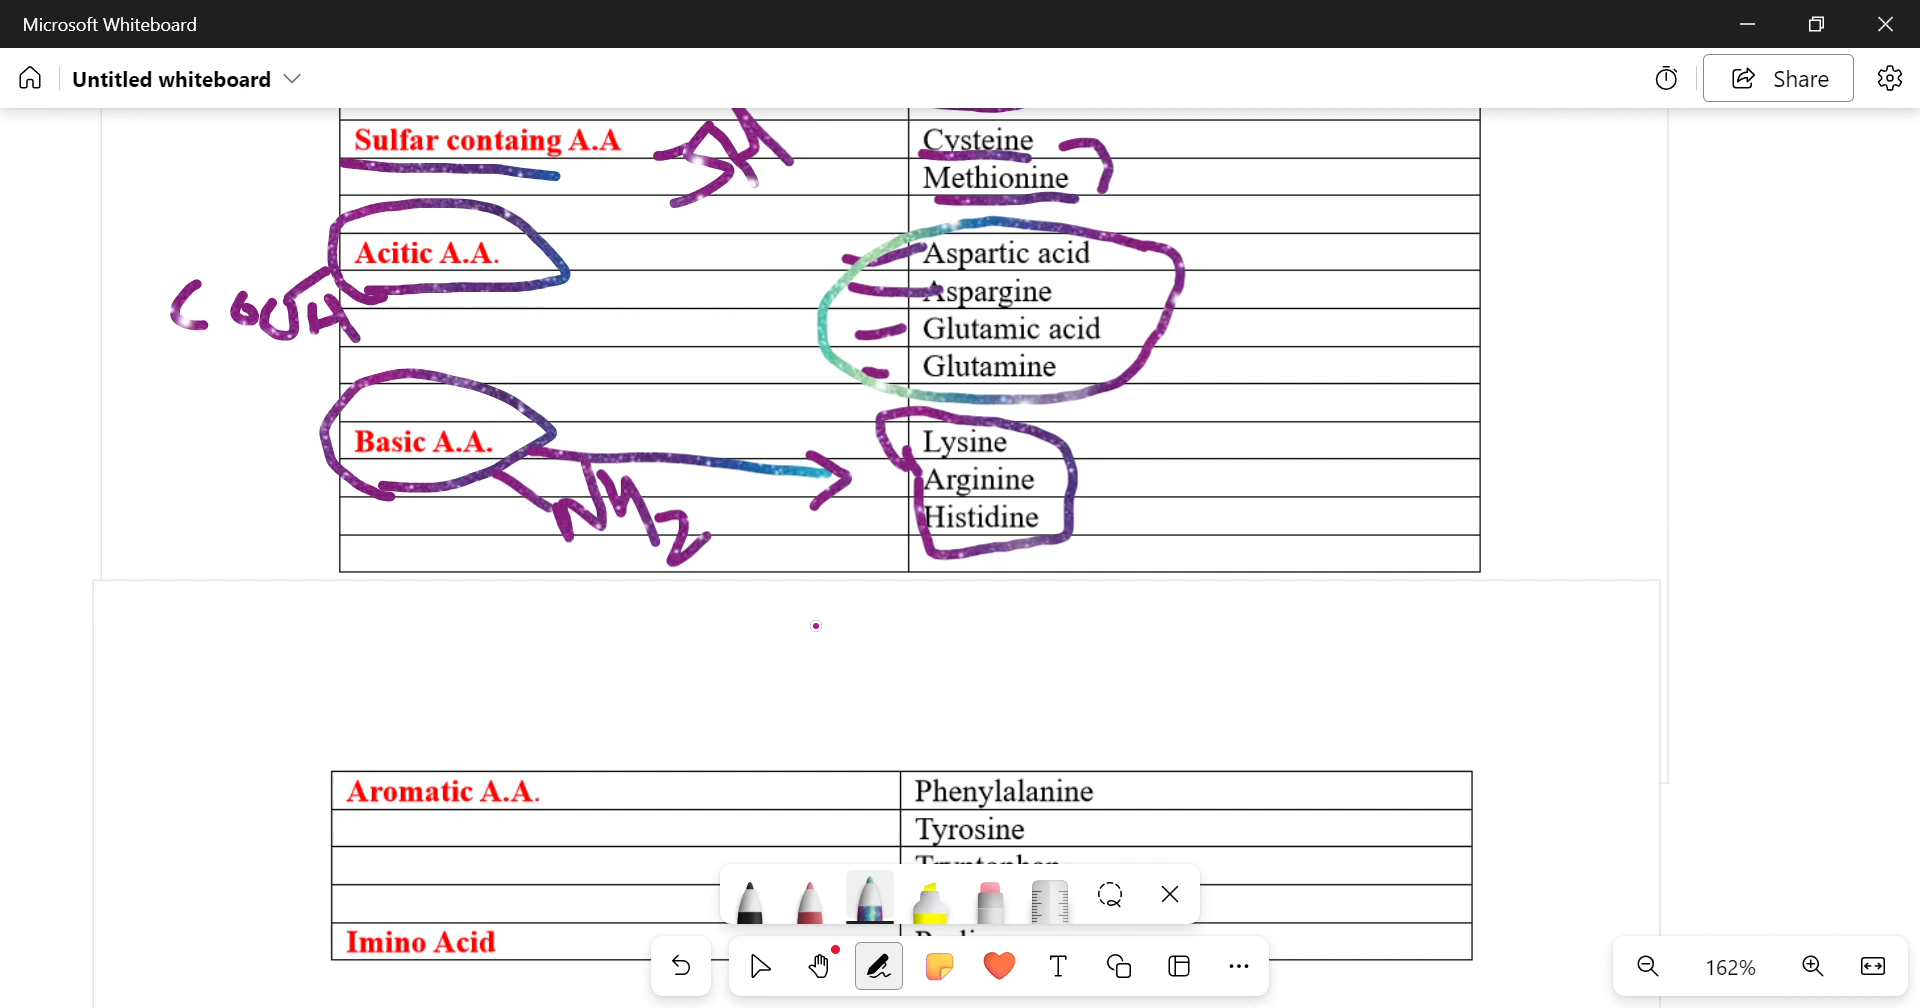 Microsoft Whiteboard
Untitled whiteboard
Share
Sulfar containg A.A
SH
Cysteine
Methionine
Acitic A.A.
Aspartic acid
COOH
Aspargine
Glutamic acid
Glutamine
Basic A.A.
Lysine
NH2
Arginine
Histidine
Aromatic A.A.
Phenylalanine
Tyrosine
Imino Acid
162%